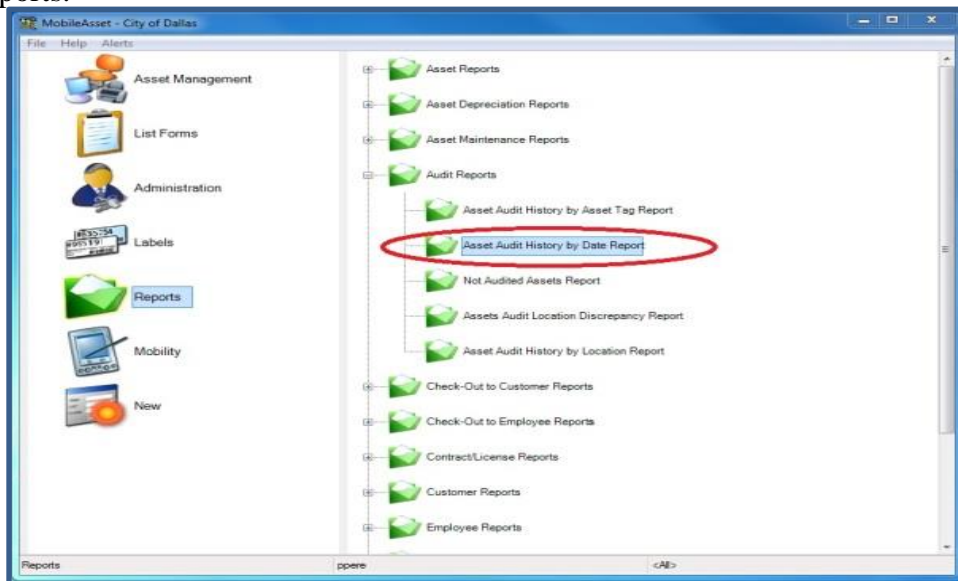 ports.
MobileAsset - City of Dallas
File Help Alerts
Asset Management
List Forms
Administration
Labels
Reports
Mobility
New
Asset Reports
Asset Depreciation Reports
Asset Maintenance Reports
Audit Reports
Asset Audit History by Asset Tag Report
Asset Audit History by Date Report
Not Audited Assets Report
Assets Audit Location Discrepancy Report
Asset Audit History by Location Report
Check-Out to Customer Reports
Check-Out to Employee Reports
Contract/License Reports
Customer Reports
Employee Reports
Reports ppere <All>